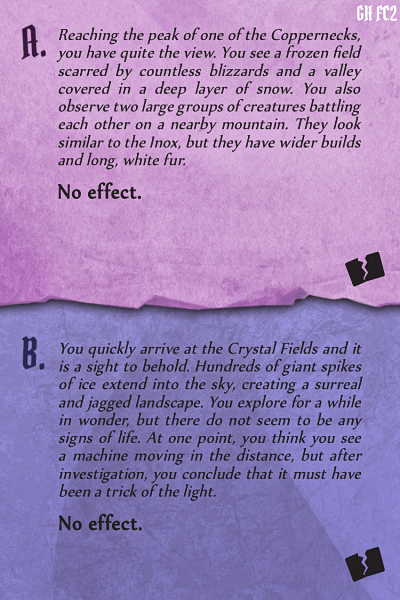 GH FC2
A.
Reaching the peak of one of the Coppernecks,
you have quite the view. You see a frozen field
scarred by countless blizzards and a valley
covered in a deep layer of snow. You also
observe two large groups of creatures battling
each other on a nearby mountain. They look
similar to the Inox, but they have wider builds
and long, white fur.
No effect.
B.
You quickly arrive at the Crystal Fields and it
is a sight to behold. Hundreds of giant spikes
of ice extend into the sky, creating a surreal
and jagged landscape. You explore for a while
in wonder, but there do not seem to be any
signs of life. At one point, you think you see
a machine moving in the distance, but after
investigation, you conclude that it must have
been a trick of the light.
No effect.